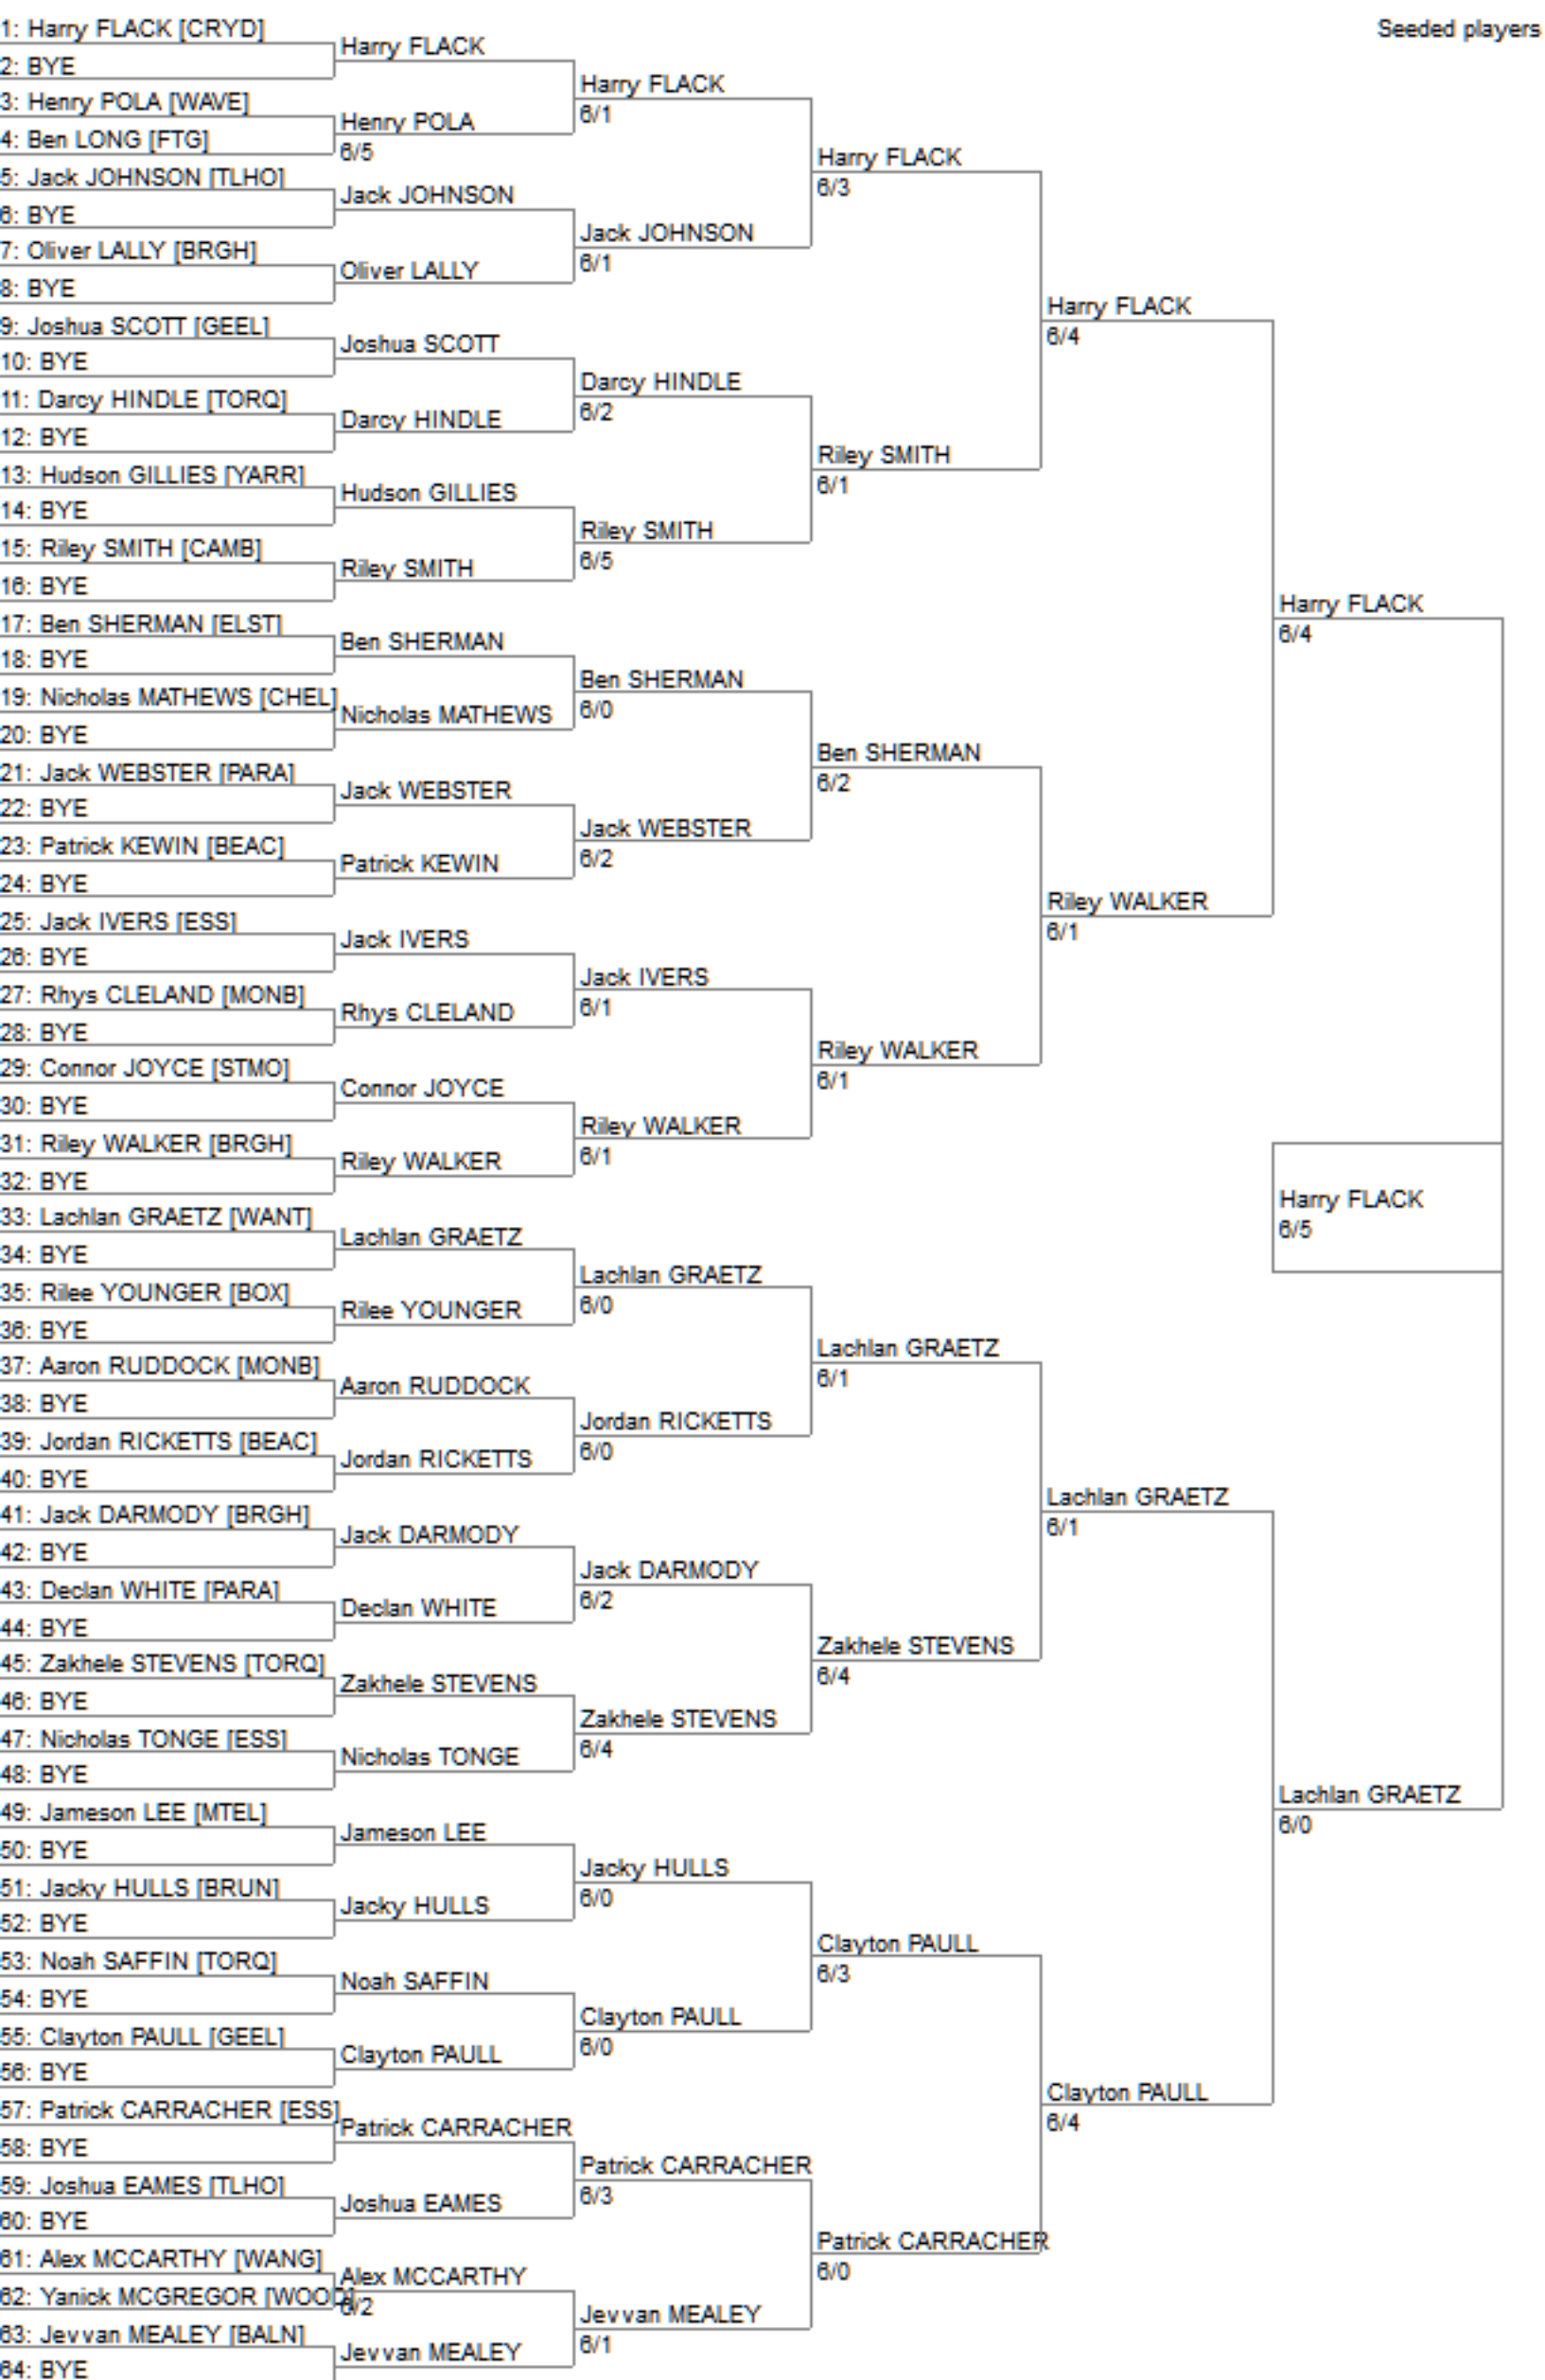 1: Harry FLACK [CRYD]
2: BYE
3: Henry POLA [WAVE]
4: Ben LONG [FTG]
5: Jack JOHNSON [TLHO]
6: BYE
7: Oliver LALLY [BRGH]
8: BYE
9: Joshua SCOTT [GEEL]
10: BYE
11: Darcy HINDLE [TORQ]
12: BYE
13: Hudson GILLIES [YARR]
14: BYE
15: Riley SMITH [CAMB]
16: BYE
17: Ben SHERMAN [ELST]
18: BYE
19: Nicholas MATHEWS [CHEL]
20: BYE
21: Jack WEBSTER [PARA]
22: BYE
23: Patrick KEWIN [BEAC]
24: BYE
25: Jack IVERS [ESS]
26: BYE
27: Rhys CLELAND [MONB]
28: BYE
29: Connor JOYCE [STMO]
30: BYE
31: Riley WALKER [BRGH]
32: BYE
33: Lachlan GRAETZ [WANT]
34: BYE
35: Rilee YOUNGER [BOX]
36: BYE
37: Aaron RUDDOCK [MONB]
38: BYE
39: Jordan RICKETTS [BEAC]
40: BYE
41: Jack DARMODY [BRGH]
42: BYE
43: Declan WHITE [PARA]
44: BYE
45: Zakhele STEVENS [TORQ]
46: BYE
47: Nicholas TONGE [ESS]
48: BYE
49: Jameson LEE [MTEL]
50: BYE
51: Jacky HULLS [BRUN]
52: BYE
53: Noah SAFFIN [TORQ]
54: BYE
55: Clayton PAULL [GEEL]
56: BYE
57: Patrick CARRACHER [ESS]
58: BYE
59: Joshua EAMES [TLHO]
60: BYE
61: Alex MCCARTHY [WANG]
62: Yanick MCGREGOR [WOOD]
63: Jevvan MEALEY [BALN]
64: BYE
Harry FLACK
Henry POLA
6/5
Jack JOHNSON
Oliver LALLY
Joshua SCOTT
Darcy HINDLE
Hudson GILLIES
Riley SMITH
Ben SHERMAN
Nicholas MATHEWS
Jack WEBSTER
Patrick KEWIN
Jack IVERS
Rhys CLELAND
Connor JOYCE
Riley WALKER
Lachlan GRAETZ
Rilee YOUNGER
Aaron RUDDOCK
Jordan RICKETTS
Jack DARMODY
Declan WHITE
Zakhele STEVENS
Nicholas TONGE
Jameson LEE
Jacky HULLS
Noah SAFFIN
Clayton PAULL
Patrick CARRACHER
Joshua EAMES
Alex MCCARTHY
6/2
Jevvan MEALEY
Harry FLACK
6/1
Jack JOHNSON
6/1
Darcy HINDLE
6/2
Riley SMITH
6/5
Ben SHERMAN
6/0
Jack WEBSTER
6/2
Jack IVERS
6/1
Riley WALKER
6/1
Lachlan GRAETZ
6/0
Jordan RICKETTS
6/0
Jack DARMODY
6/2
Zakhele STEVENS
6/4
Jacky HULLS
6/0
Clayton PAULL
6/0
Patrick CARRACHER
6/3
Jevvan MEALEY
6/1
Harry FLACK
6/3
Riley SMITH
6/1
Ben SHERMAN
6/2
Riley WALKER
6/1
Lachlan GRAETZ
6/1
Zakhele STEVENS
6/4
Clayton PAULL
6/3
Patrick CARRACHER
6/0
Harry FLACK
6/4
Riley WALKER
6/1
Lachlan GRAETZ
6/1
Clayton PAULL
6/4
Harry FLACK
6/4
Lachlan GRAETZ
6/0
Harry FLACK
6/5
Seeded players